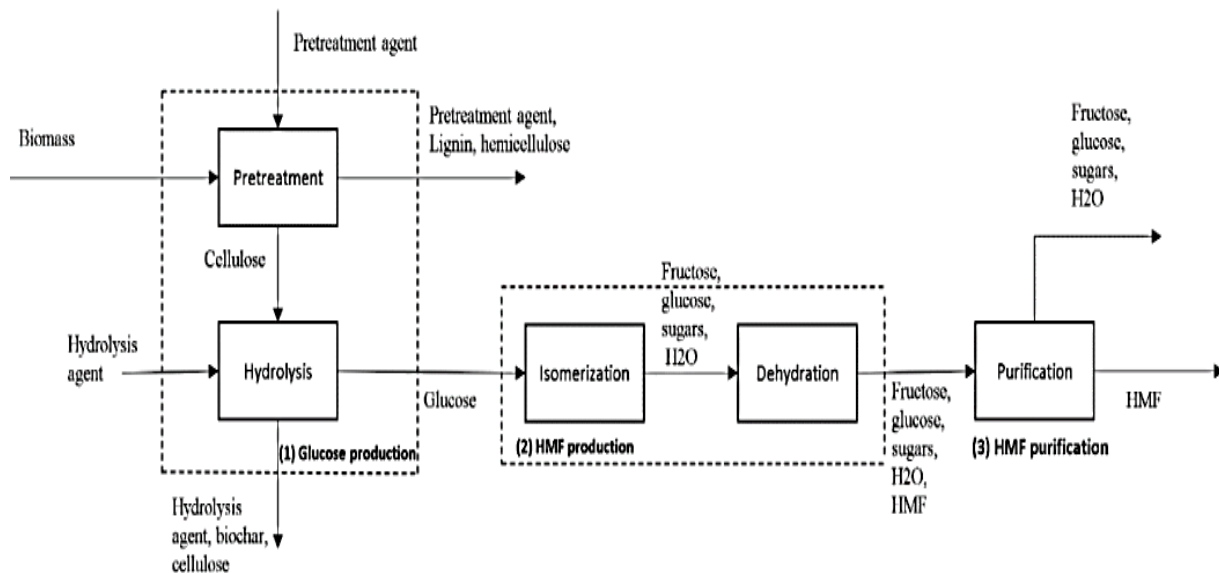 Pretreatment agent
Biomass
Pretreatment agent,
Lignin, hemicellulose
Pretreatment
Cellulose
Hydrolysis
agent
Hydrolysis
Glucose
(1) Glucose production
Hydrolysis
agent, biochar,
cellulose
Fructose,
glucose,
sugars,
H2O
Isomerization
Dehydration
(2) HMF production
Fructose,
glucose,
sugars,
H2O,
HMF
Fructose,
glucose,
sugars,
H2O
Purification
HMF
(3) HMF purification